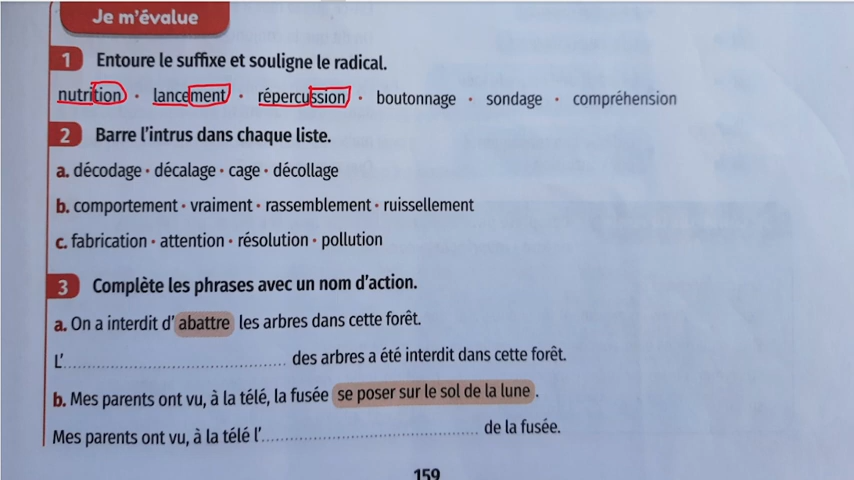 Je m'évalue
1 Entoure le suffixe et souligne le radical.
nutrition • lancement • répercussion • boutonnage • sondage • compréhension
2 Barre l'intrus dans chaque liste.
a. décodage • décalage • cage • décollage
b. comportement • vraiment • rassemblement • ruissellement
c. fabrication • attention • résolution • pollution
3 Complète les phrases avec un nom d'action.
a. On a interdit d'abattre les arbres dans cette forêt.
L'........................................ des arbres a été interdit dans cette forêt.
b. Mes parents ont vu, à la télé, la fusée se poser sur le sol de la lune.
Mes parents ont vu, à la télé l'........................................ de la fusée.
159